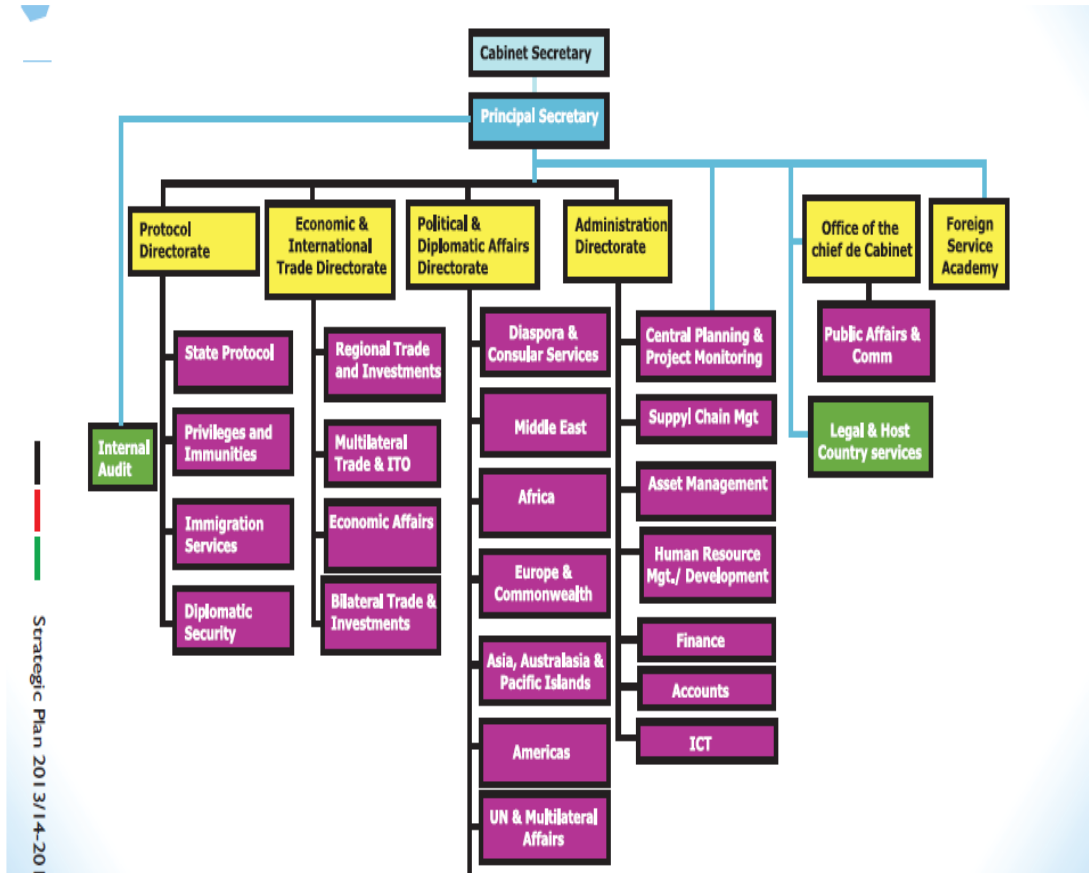 Cabinet Secretary
Principal Secretary
Protocol
Directorate
Economic &
International
Trade Directorate
Political &
Diplomatic Affairs
Directorate
Administration
Directorate
Office of the
chief de Cabinet
Foreign
Service
Academy
State Protocol
Privileges and
Immunities
Immigration
Services
Diplomatic
Security
Internal
Audit
Regional Trade
and Investments
Multilateral
Trade & ITO
Economic Affairs
Bilateral Trade &
Investments
Diaspora &
Consular Services
Middle East
Africa
Europe &
Commonwealth
Asia, Australasia &
Pacific Islands
Americas
UN & Multilateral
Affairs
Central Planning &
Project Monitoring
Suppyl Chain Mgt
Asset Management
Human Resource
Mgt./ Development
Finance
Accounts
ICT
Public Affairs &
Comm
Legal & Host
Country services
Strategic Plan 2013/14-201